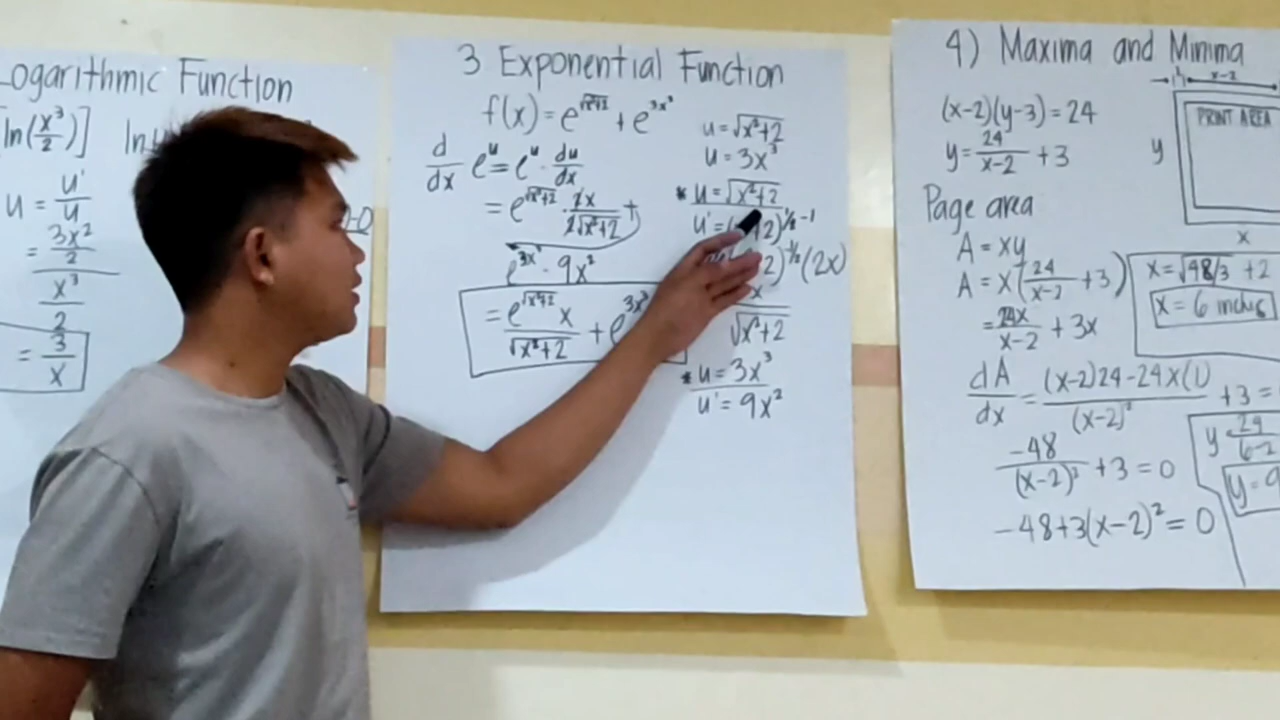 Logarithmic Function
ln(x³/2)]
u = u'/u
= 3x²/2
x³/2
= 3/x
3 Exponential Function
f(x) = e^√x²+2 + e^3x³
d/dx e^u = e^u · du/dx
= e^√x²+2 · 2x/2√x²+2 +
e^3x³ · 9x²
= e^√x²+2 x/√x²+2 + e^3x³
u = √x²+2
u = 3x³
* u = √x²+2
u' = ( +2)^1/2 -1
2)^-1/2 (2x)
x/√x²+2
* u = 3x³
u' = 9x²
4) Maxima and Minima
(x-2)(y-3) = 24
y = 24/x-2 + 3
Page area
A = xy
A = x(24/x-2 + 3)
= 24x/x-2 + 3x
dA/dx = (x-2)24-24x(1)/(x-2)² + 3 =
-48/(x-2)² + 3 = 0
-48+3(x-2)² = 0
x-2
PRINT AREA
y
x
x = √48/3 + 2
x = 6 inches
y = 24/6-2
y = 9